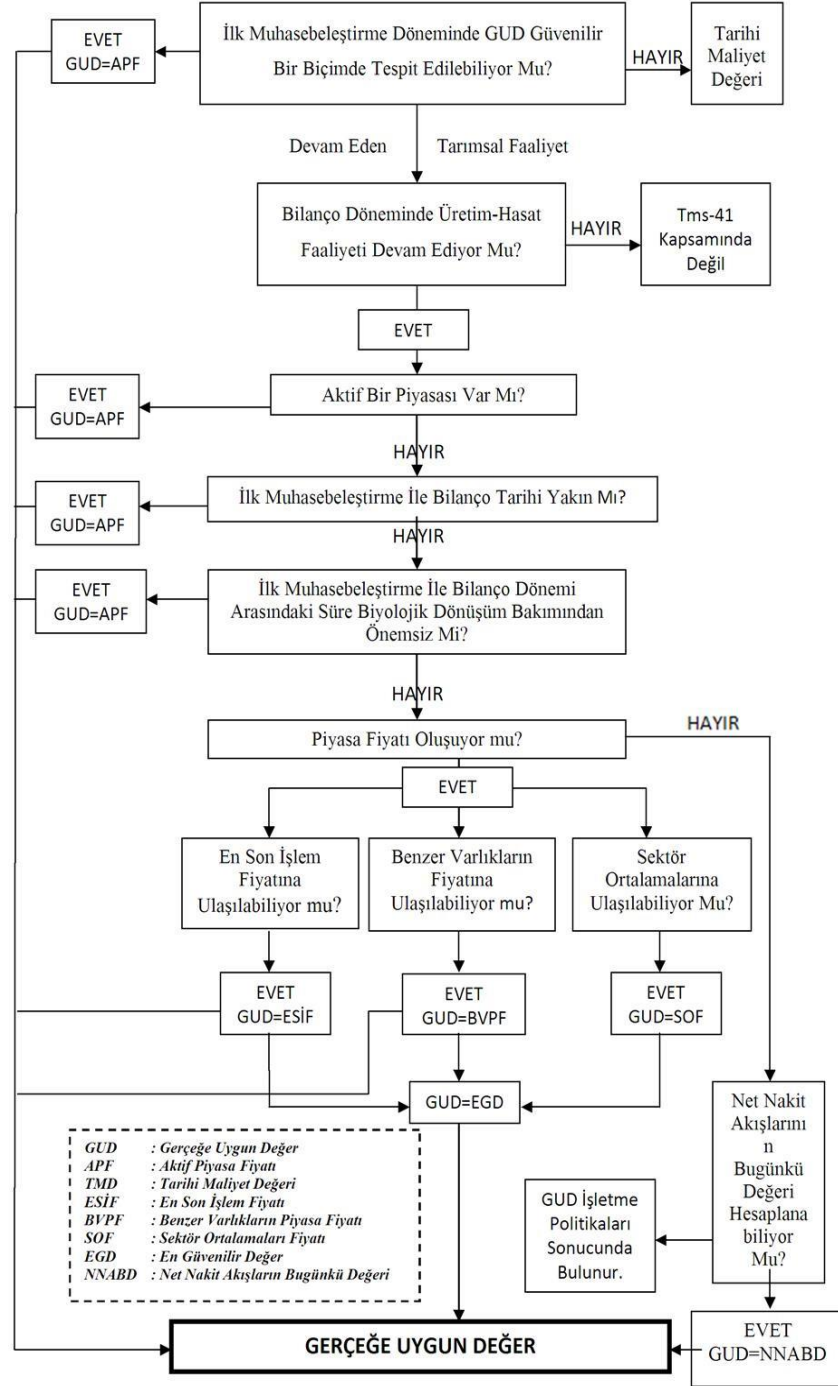 EVET
GUD=APF
İlk Muhasebeleştirme Döneminde GUD Güvenilir
Bir Biçimde Tespit Edilebiliyor Mu?
HAYIR
Tarihi
Maliyet
Değeri
Devam Eden
Tarımsal Faaliyet
Bilanço Döneminde Üretim-Hasat
Faaliyeti Devam Ediyor Mu?
HAYIR
Tms-41
Kapsamında
Değil
EVET
EVET
GUD=APF
Aktif Bir Piyasası Var Mı?
HAYIR
EVET
GUD=APF
İlk Muhasebeleştirme İle Bilanço Tarihi Yakın Mı?
HAYIR
EVET
GUD=APF
İlk Muhasebeleştirme İle Bilanço Dönemi
Arasındaki Süre Biyolojik Dönüşüm Bakımından
Önemsiz Mi?
HAYIR
Piyasa Fiyatı Oluşuyor mu?
HAYIR
EVET
En Son İşlem
Fiyatına
Ulaşılabiliyor mu?
Benzer Varlıkların
Fiyatına
Ulaşılabiliyor mu?
Sektör
Ortalamalarına
Ulaşılabiliyor Mu?
EVET
GUD=ESİF
EVET
GUD=BVPF
EVET
GUD=SOF
GUD=EGD
Net Nakit
Akışlarını
n
Bugünkü
Değeri
Hesaplana
biliyor
Mu?
GUD : Gerçeğe Uygun Değer
APF : Aktif Piyasa Fiyatı
TMD : Tarihi Maliyet Değeri
ESİF : En Son İşlem Fiyatı
BVPF : Benzer Varlıkların Piyasa Fiyatı
SOF : Sektör Ortalamaları Fiyatı
EGD : En Güvenilir Değer
NNABD : Net Nakit Akışların Bugünkü Değeri
GUD İşletme
Politikaları
Sonucunda
Bulunur.
GERÇEĞE UYGUN DEĞER
EVET
GUD=NNABD